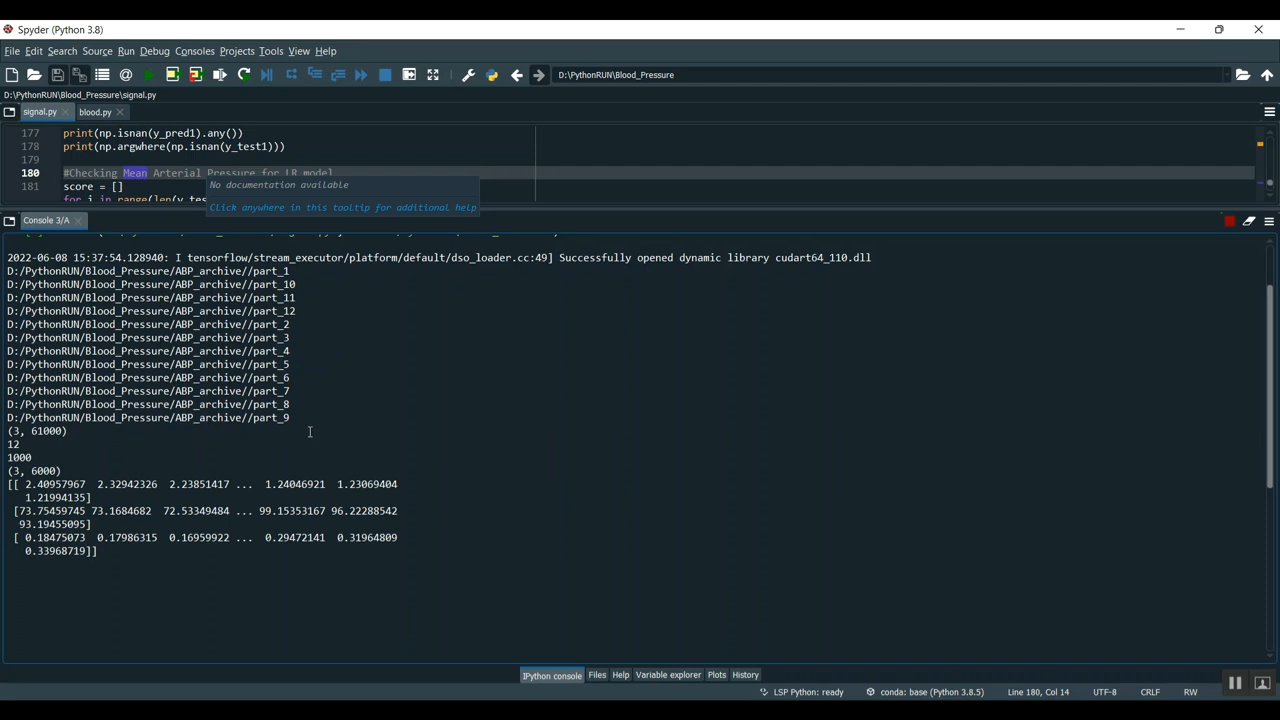 Spyder (Python 3.8)
File Edit Search Source Run Debug Consoles Projects Tools View Help
D:\PythonRUN\Blood_Pressure
D:\PythonRUN\Blood_Pressure\signal.py
signal.py blood.py
177 print(np.isnan(y_pred1).any())
178 print(np.argwhere(np.isnan(y_test1)))
179
180 #Checking Mean Arterial Pressure for LR model
No documentation available
181 score = []
for i in range(len(y_tes
Click anywhere in this tooltip for additional help
Console 3/A
2022-06-08 15:37:54.128940: I tensorflow/stream_executor/platform/default/dso_loader.cc:49] Successfully opened dynamic library cudart64_110.dll
D:/PythonRUN/Blood_Pressure/ABP_archive//part_1
D:/PythonRUN/Blood_Pressure/ABP_archive//part_10
D:/PythonRUN/Blood_Pressure/ABP_archive//part_11
D:/PythonRUN/Blood_Pressure/ABP_archive//part_12
D:/PythonRUN/Blood_Pressure/ABP_archive//part_2
D:/PythonRUN/Blood_Pressure/ABP_archive//part_3
D:/PythonRUN/Blood_Pressure/ABP_archive//part_4
D:/PythonRUN/Blood_Pressure/ABP_archive//part_5
D:/PythonRUN/Blood_Pressure/ABP_archive//part_6
D:/PythonRUN/Blood_Pressure/ABP_archive//part_7
D:/PythonRUN/Blood_Pressure/ABP_archive//part_8
D:/PythonRUN/Blood_Pressure/ABP_archive//part_9
(3, 61000)
12
1000
(3, 6000)
[[ 2.40957967 2.32942326 2.23851417 ... 1.24046921 1.23069404
1.21994135]
[73.75459745 73.1684682 72.53349484 ... 99.15353167 96.22288542
93.19455095]
[ 0.18475073 0.17986315 0.16959922 ... 0.29472141 0.31964809
0.33968719]]
IPython console Files Help Variable explorer Plots History
LSP Python: ready conda: base (Python 3.8.5) Line 180, Col 14 UTF-8 CRLF RW